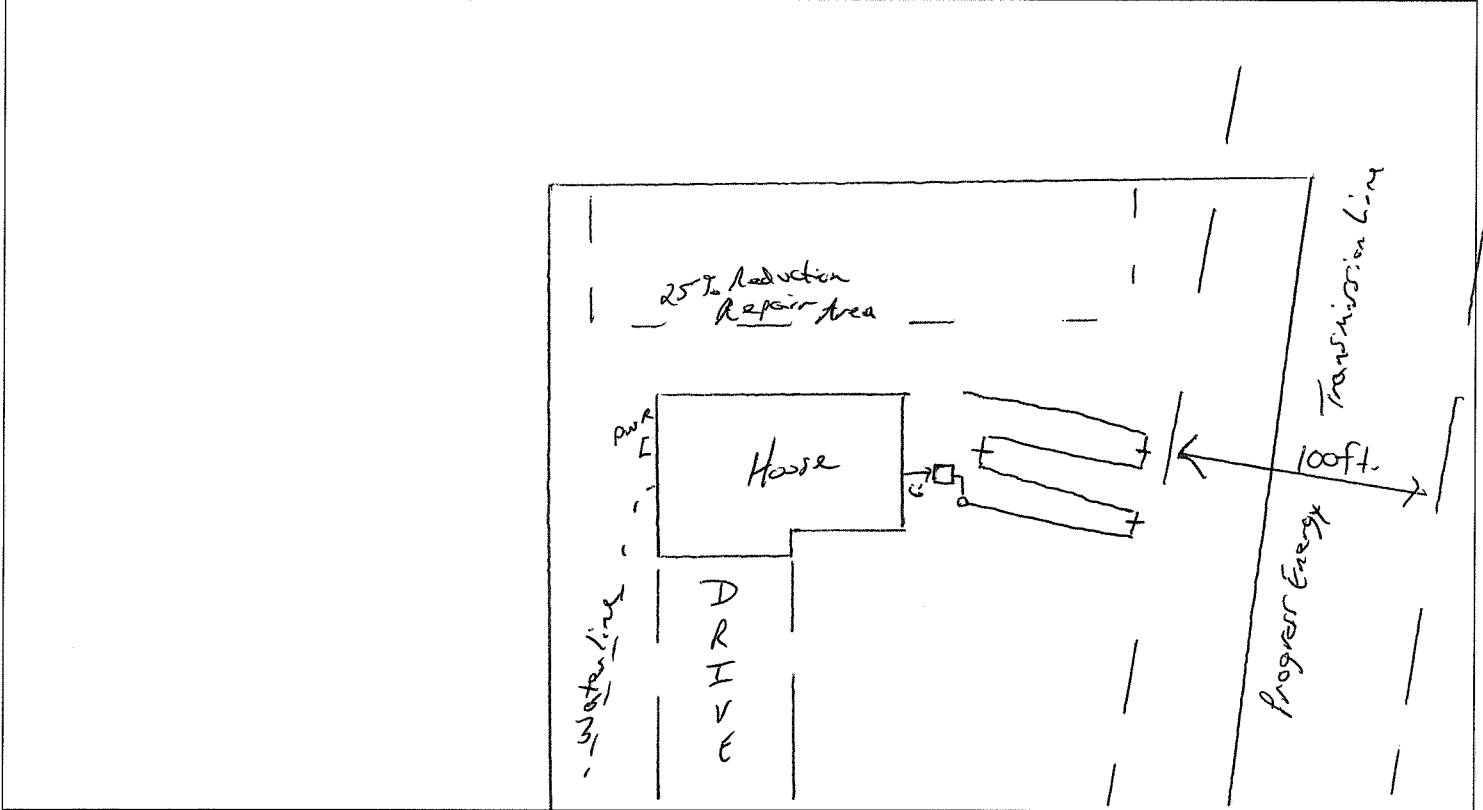 25% Reduction
Repair Area
Transmission Line
PWR
House
100ft.
Progress Energy
Waterline
DRIVE